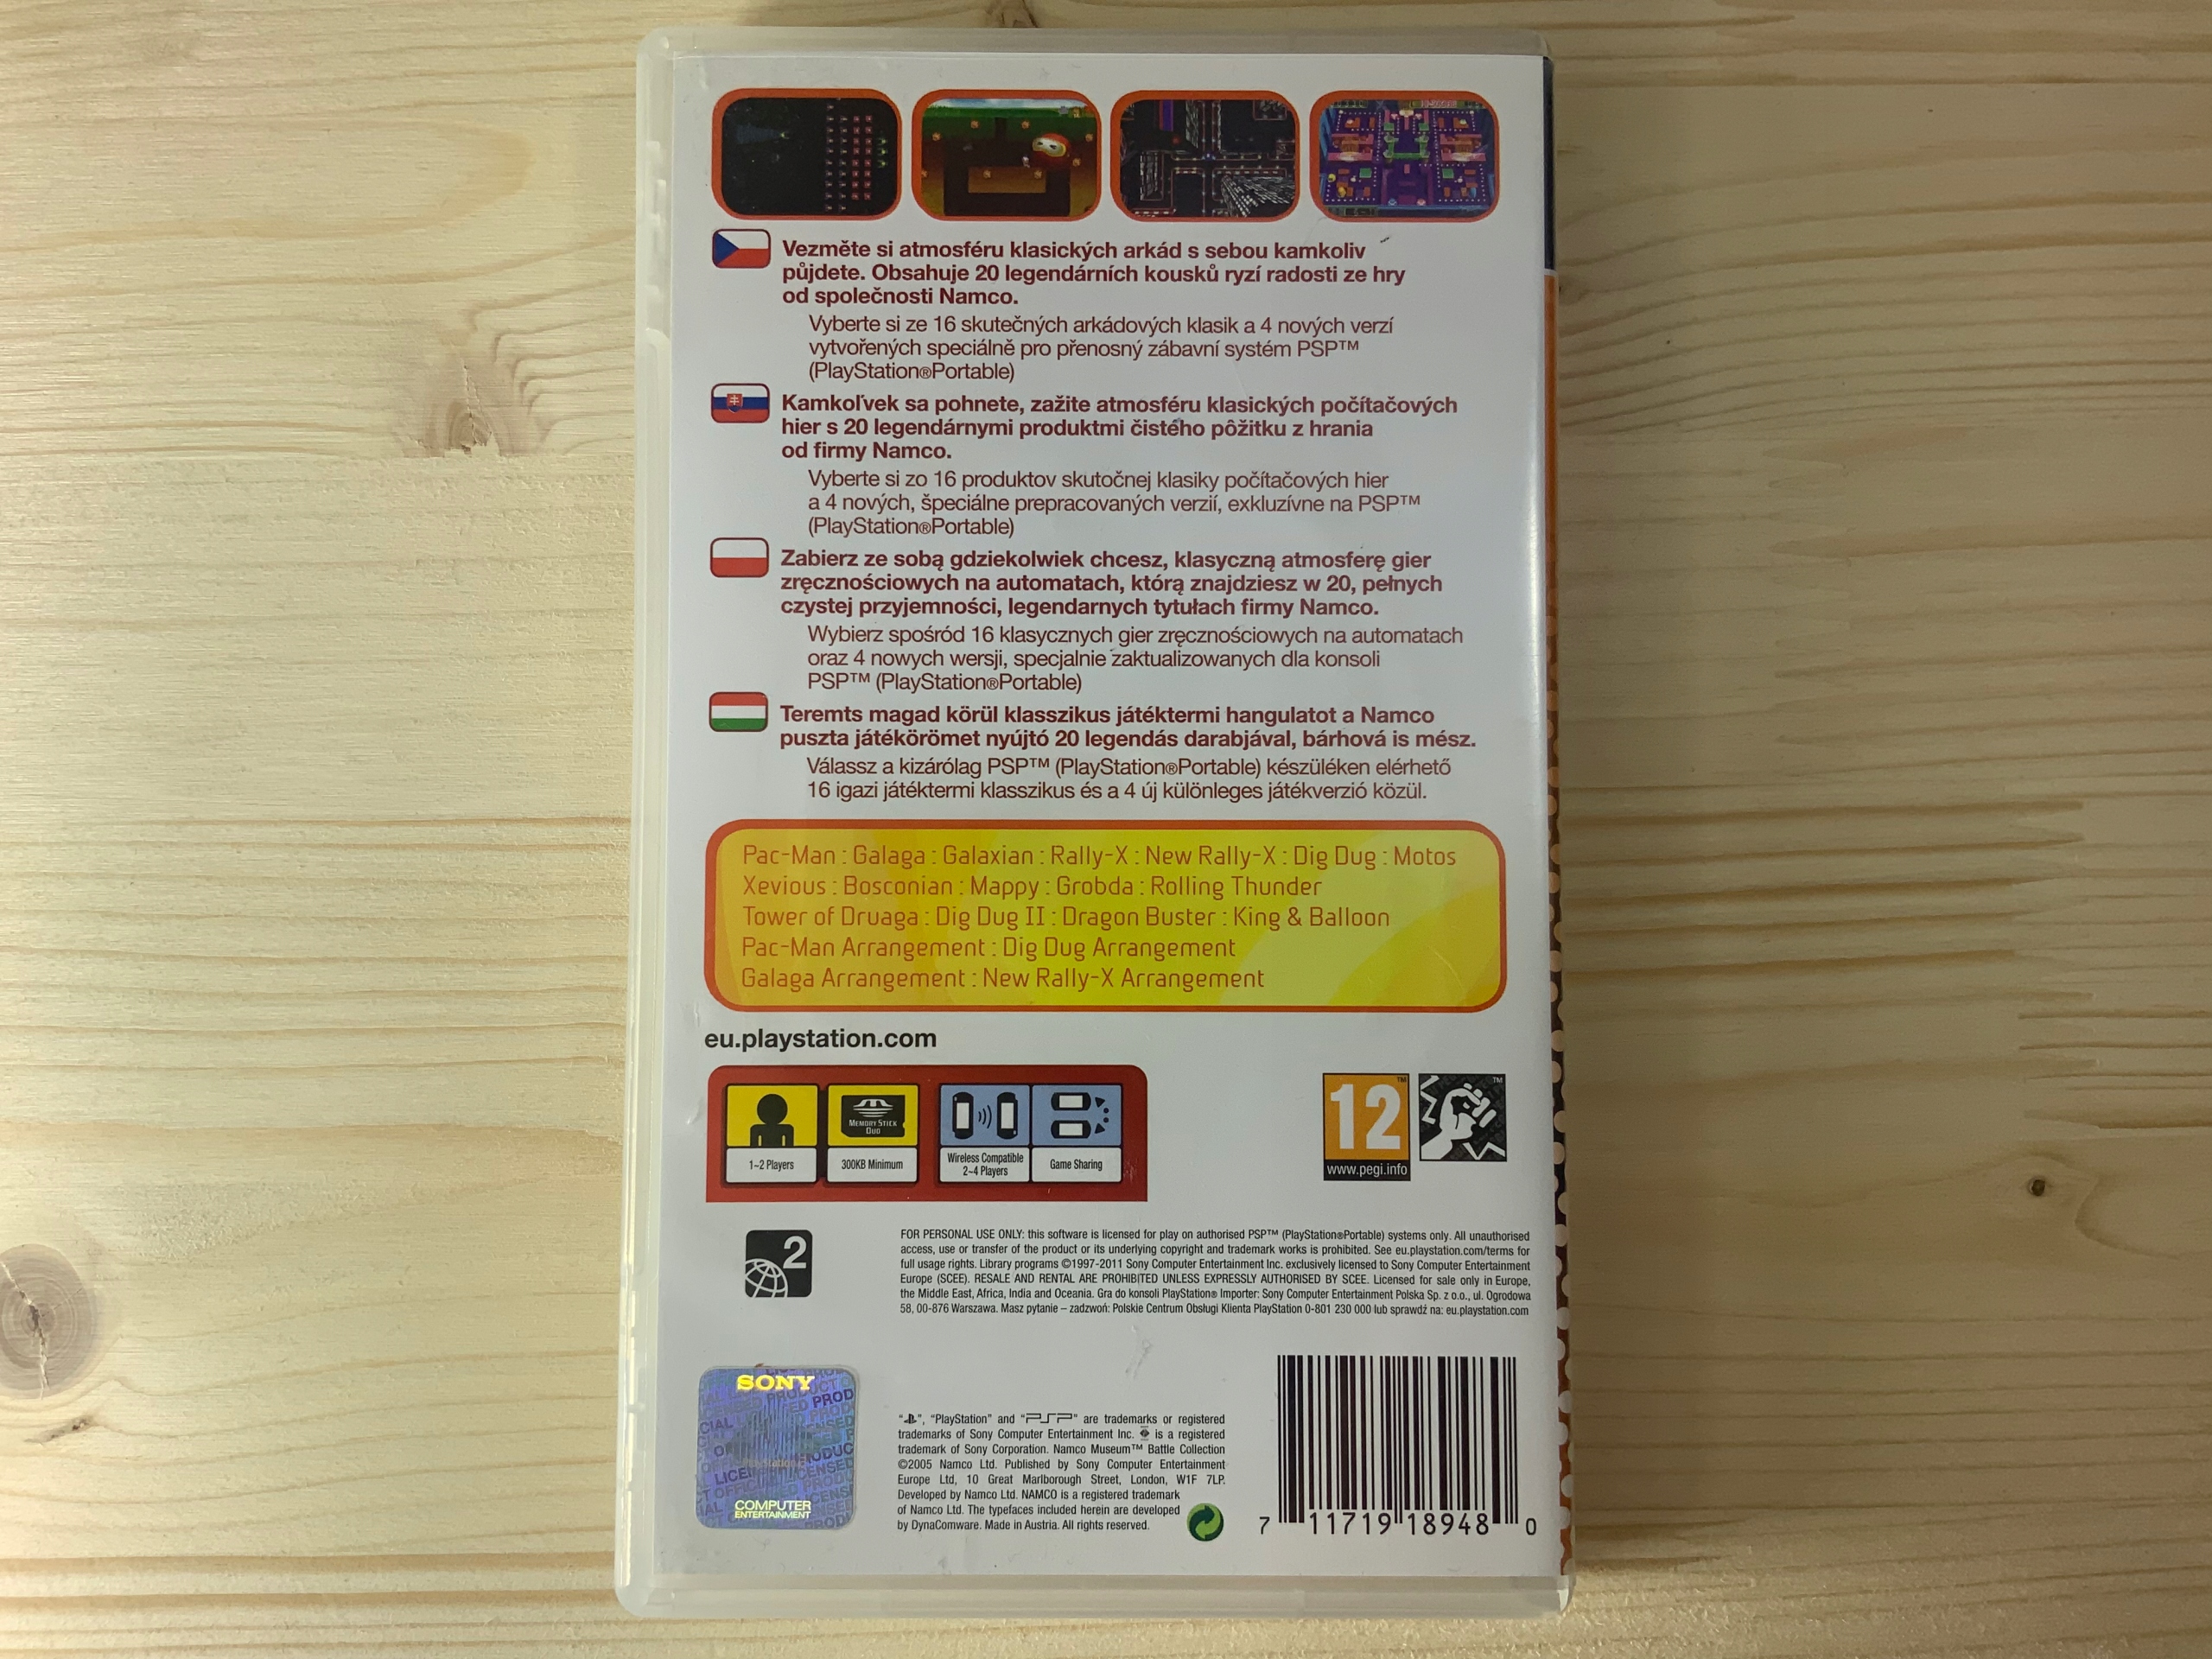 Vezměte si atmosféru klasických arkád s sebou kamkoliv
půjdete. Obsahuje 20 legendárních kousků ryzí radosti ze hry
od společnosti Namco.
Vyberte si ze 16 skutečných arkádových klasik a 4 nových verzí
vytvořených speciálně pro přenosný zábavní systém PSP™
(PlayStation®Portable)
Kamkoľvek sa pohnete, zažite atmosféru klasických počítačových
hier s 20 legendárnymi produktmi čistého pôžitku z hrania
od firmy Namco.
Vyberte si zo 16 produktov skutočnej klasiky počítačových hier
a 4 nových, špeciálne prepracovaných verzií, exkluzívne na PSP™
(PlayStation®Portable)
Zabierz ze sobą gdziekolwiek chcesz, klasyczną atmosferę gier
zręcznościowych na automatach, którą znajdziesz w 20, pełnych
czystej przyjemności, legendarnych tytułach firmy Namco.
Wybierz spośród 16 klasycznych gier zręcznościowych na automatach
oraz 4 nowych wersji, specjalnie zaktualizowanych dla konsoli
PSP™ (PlayStation®Portable)
Teremts magad körül klasszikus játéktermi hangulatot a Namco
puszta játékörömet nyújtó 20 legendás darabjával, bárhová is mész.
Válassz a kizárólag PSP™ (PlayStation®Portable) készüléken elérhető
16 igazi játéktermi klasszikus és a 4 új különleges játékverzió közül.
Pac-Man : Galaga : Galaxian : Rally-X : New Rally-X : Dig Dug : Motos
Xevious : Bosconian : Mappy : Grobda : Rolling Thunder
Tower of Druaga : Dig Dug II : Dragon Buster : King & Balloon
Pac-Man Arrangement : Dig Dug Arrangement
Galaga Arrangement : New Rally-X Arrangement
eu.playstation.com
MEMORY STICK
DUO
1~2 Players
300KB Minimum
Wireless Compatible
2~4 Players
Game Sharing
12™
www.pegi.info
™
2
FOR PERSONAL USE ONLY: this software is licensed for play on authorised PSP™ (PlayStation®Portable) systems only. All unauthorised
access, use or transfer of the product or its underlying copyright and trademark works is prohibited. See eu.playstation.com/terms for
full usage rights. Library programs ©1997-2011 Sony Computer Entertainment Inc. exclusively licensed to Sony Computer Entertainment
Europe (SCEE). RESALE AND RENTAL ARE PROHIBITED UNLESS EXPRESSLY AUTHORISED BY SCEE. Licensed for sale only in Europe,
the Middle East, Africa, India and Oceania. Gra do konsoli PlayStation® Importer: Sony Computer Entertainment Polska Sp. z o.o., ul. Ogrodowa
58, 00-876 Warszawa. Masz pytanie – zadzwoń: Polskie Centrum Obsługi Klienta PlayStation 0-801 230 000 lub sprawdź na: eu.playstation.com
SONY
COMPUTER
ENTERTAINMENT
"", "PlayStation" and "PSP" are trademarks or registered
trademarks of Sony Computer Entertainment Inc. is a registered
trademark of Sony Corporation. Namco Museum™ Battle Collection
©2005 Namco Ltd. Published by Sony Computer Entertainment
Europe Ltd, 10 Great Marlborough Street, London, W1F 7LP.
Developed by Namco Ltd. NAMCO is a registered trademark
of Namco Ltd. The typefaces included herein are developed
by DynaComware. Made in Austria. All rights reserved.
7 11719 18948 0